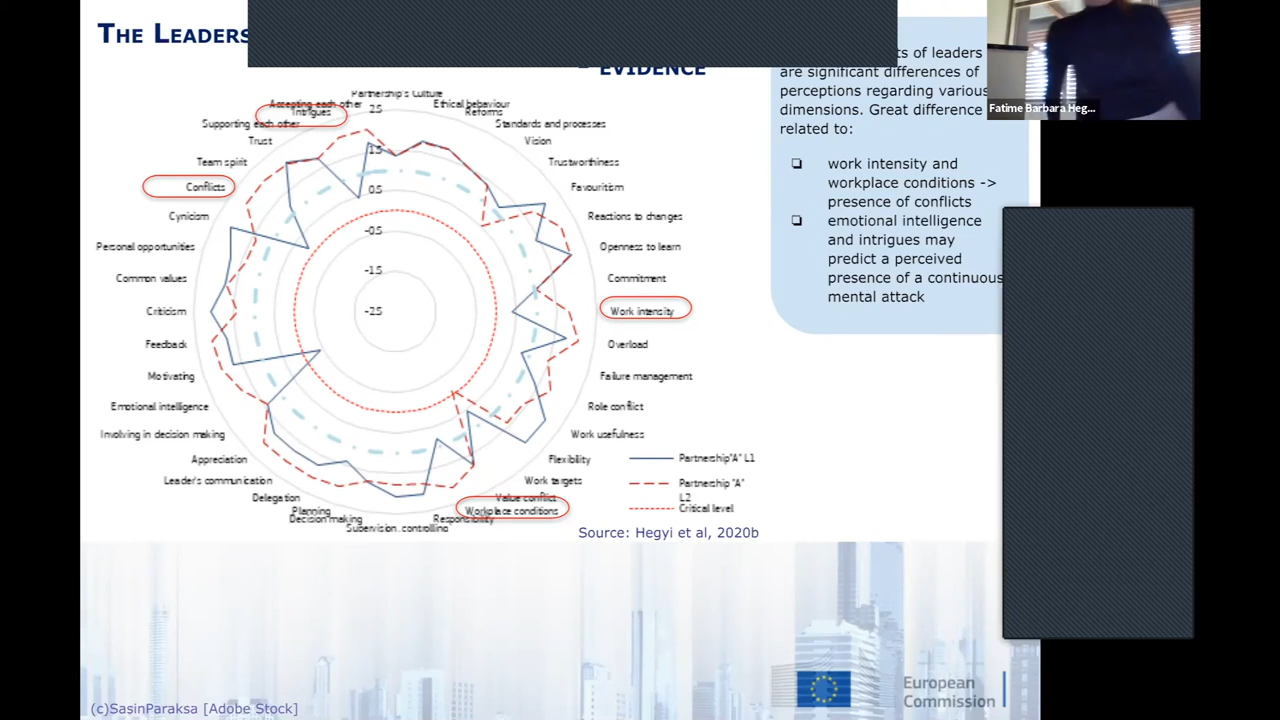 THE LEADERS
EVIDENCE
ts of leaders
are significant differences of
perceptions regarding various
dimensions. Great difference
related to:
❑ work intensity and
workplace conditions ->
presence of conflicts
❑ emotional intelligence
and intrigues may
predict a perceived
presence of a continuous
mental attack
Fatime Barbara Heg...
Partnership's Culture
Ethical behaviour
Reforms
Standards and processes
Vision
Trustworthiness
Favouritism
Reactions to changes
Openness to learn
Commitment
Work intensity
Overload
Failure management
Role conflict
Work usefulness
Flexibility
Work targets
Value conflict
Workplace conditions
Responsibility
Supervision, controlling
Decision making
Planning
Delegation
Leader's communication
Appreciation
Involving in decision making
Emotional intelligence
Motivating
Feedback
Criticism
Common values
Personal opportunities
Cynicism
Conflicts
Team spirit
Trust
Supporting each other
Intrigues
Accepting each other
2.5
1.5
0.5
-0.5
-1.5
-2.5
Partnership"A" L1
Partnership "A"
L2
Critical level
Source: Hegyi et al, 2020b
European
Commission
(c)SasinParaksa [Adobe Stock]